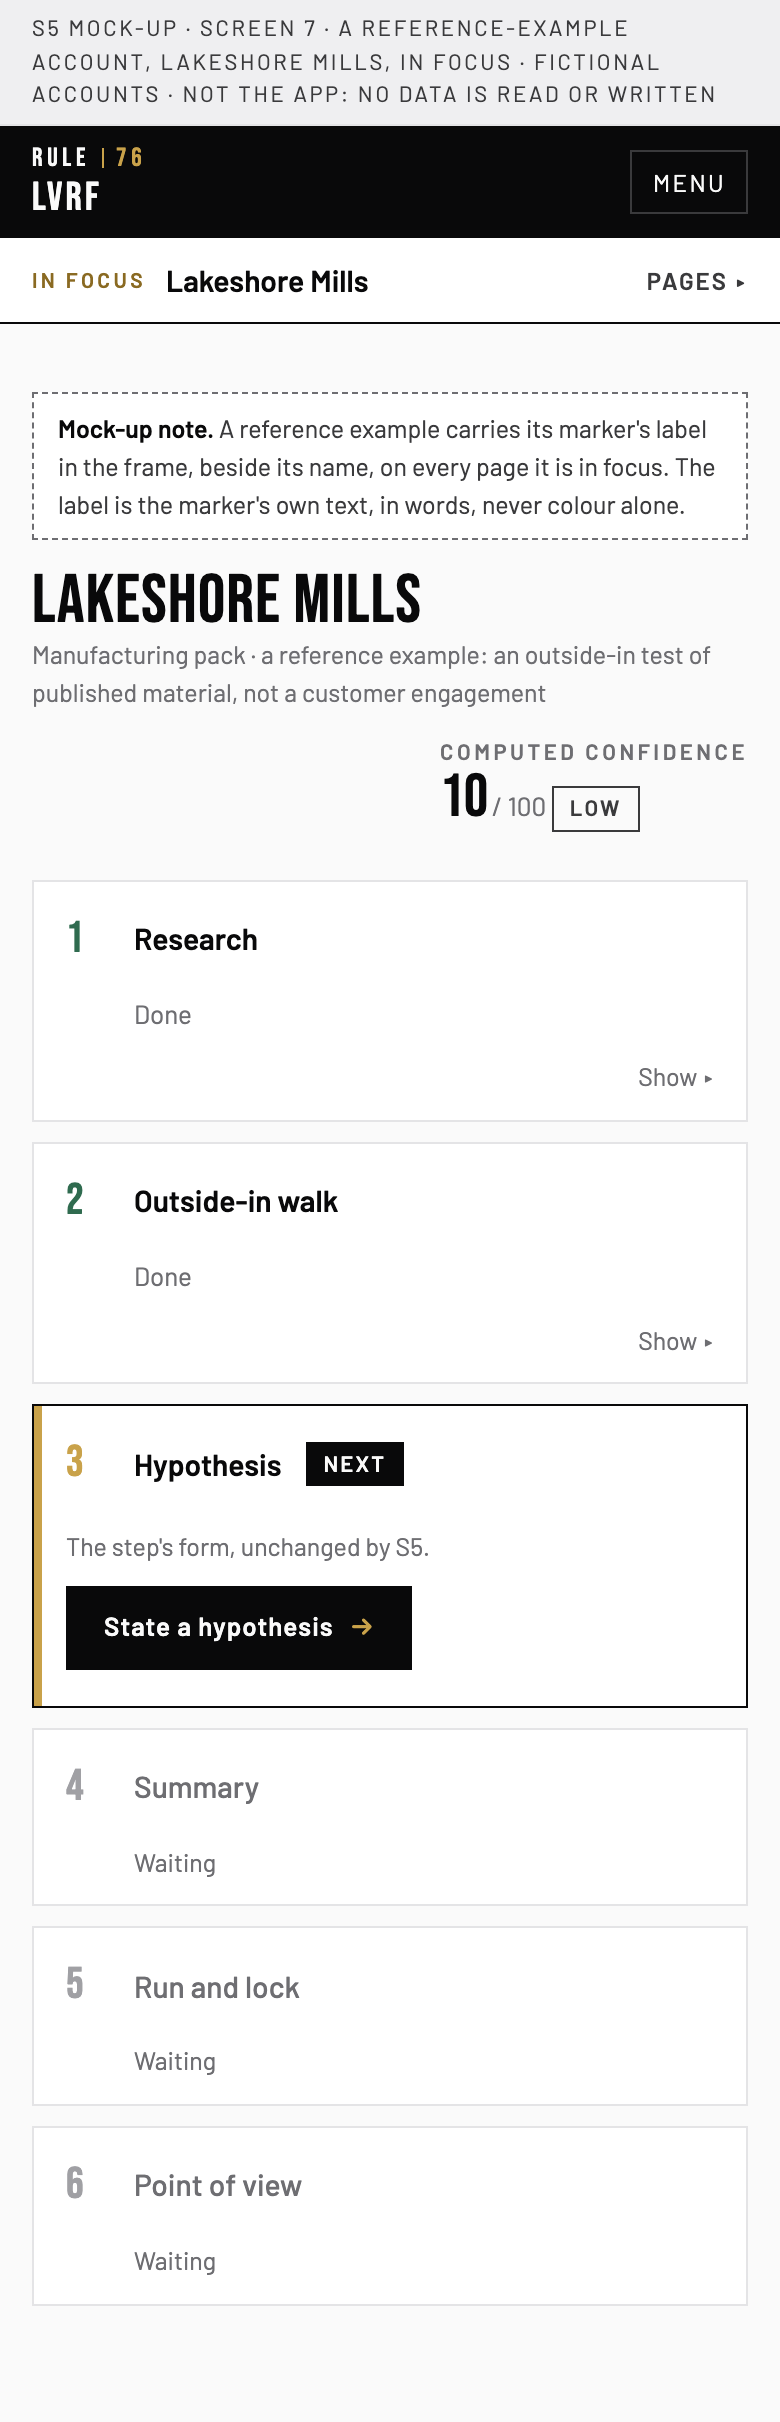 S5 MOCK-UP · SCREEN 7 · A REFERENCE-EXAMPLE
ACCOUNT, LAKESHORE MILLS, IN FOCUS · FICTIONAL
ACCOUNTS · NOT THE APP: NO DATA IS READ OR WRITTEN
RULE | 76
LVRF
MENU
IN FOCUS Lakeshore Mills PAGES ▸
Mock-up note. A reference example carries its marker's label
in the frame, beside its name, on every page it is in focus. The
label is the marker's own text, in words, never colour alone.
LAKESHORE MILLS
Manufacturing pack · a reference example: an outside-in test of
published material, not a customer engagement
COMPUTED CONFIDENCE
10 / 100 LOW
1 Research
Done
Show ▸
2 Outside-in walk
Done
Show ▸
3 Hypothesis NEXT
The step's form, unchanged by S5.
State a hypothesis →
4 Summary
Waiting
5 Run and lock
Waiting
6 Point of view
Waiting